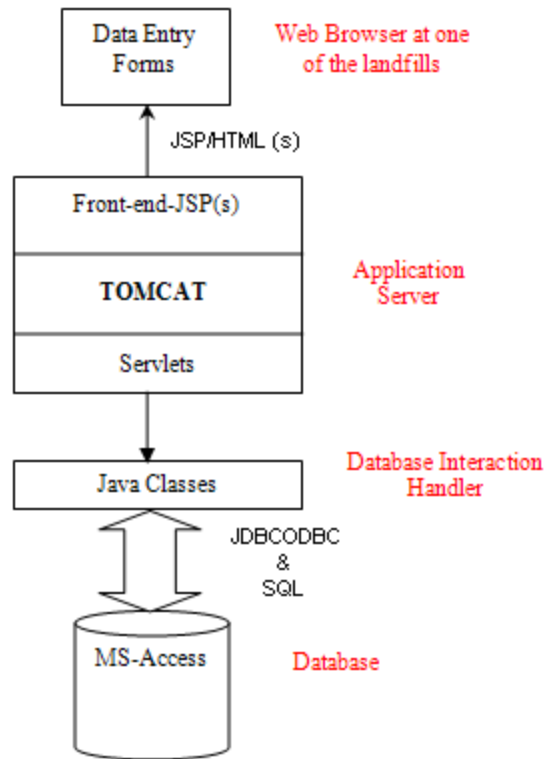 Data Entry
Forms
Web Browser at one
of the landfills
JSP/HTML (s)
Front-end-JSP(s)
TOMCAT
Application
Server
Servlets
Java Classes
Database Interaction
Handler
JDBCODBC
&
SQL
MS-Access
Database